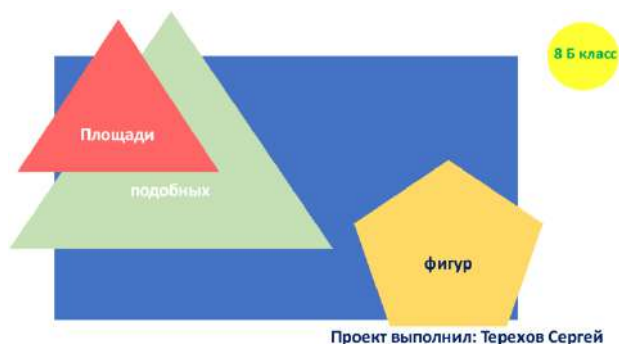 8 Б класс
Площади
подобных
фигур
Проект выполнил: Терехов Сергей